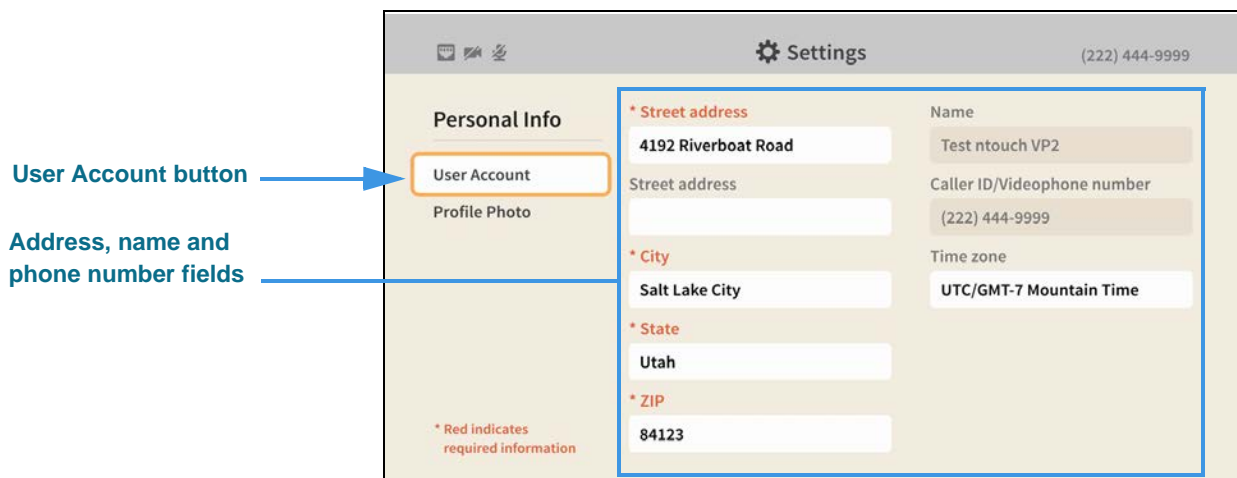 Settings
(222) 444-9999
Personal Info
User Account
Profile Photo
* Red indicates
required information
User Account button
Address, name and
phone number fields
* Street address
4192 Riverboat Road
Street address
* City
Salt Lake City
* State
Utah
* ZIP
84123
Name
Test ntouch VP2
Caller ID/Videophone number
(222) 444-9999
Time zone
UTC/GMT-7 Mountain Time